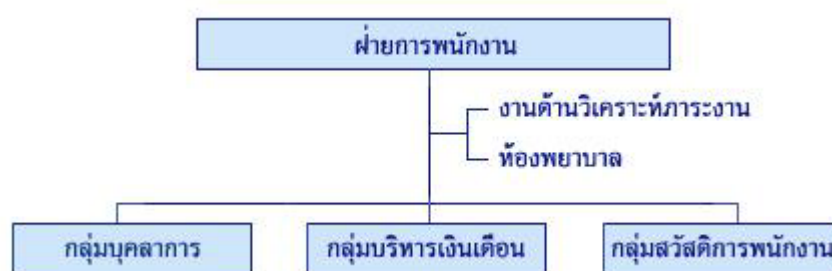 ฝ่ายการพนักงาน
งานด้านวิเคราะห์ภาระงาน
ห้องพยาบาล
กลุ่มบุคลาการ
กลุ่มบริหารเงินเดือน
กลุ่มสวัสดิการพนักงาน